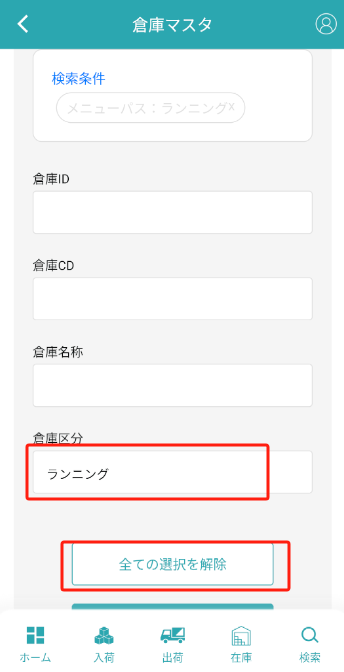 倉庫マスタ
検索条件
メニューパス：ランニングx
倉庫ID
倉庫CD
倉庫名称
倉庫区分
ランニング
全ての選択を解除
ホーム
入荷
出荷
在庫
検索